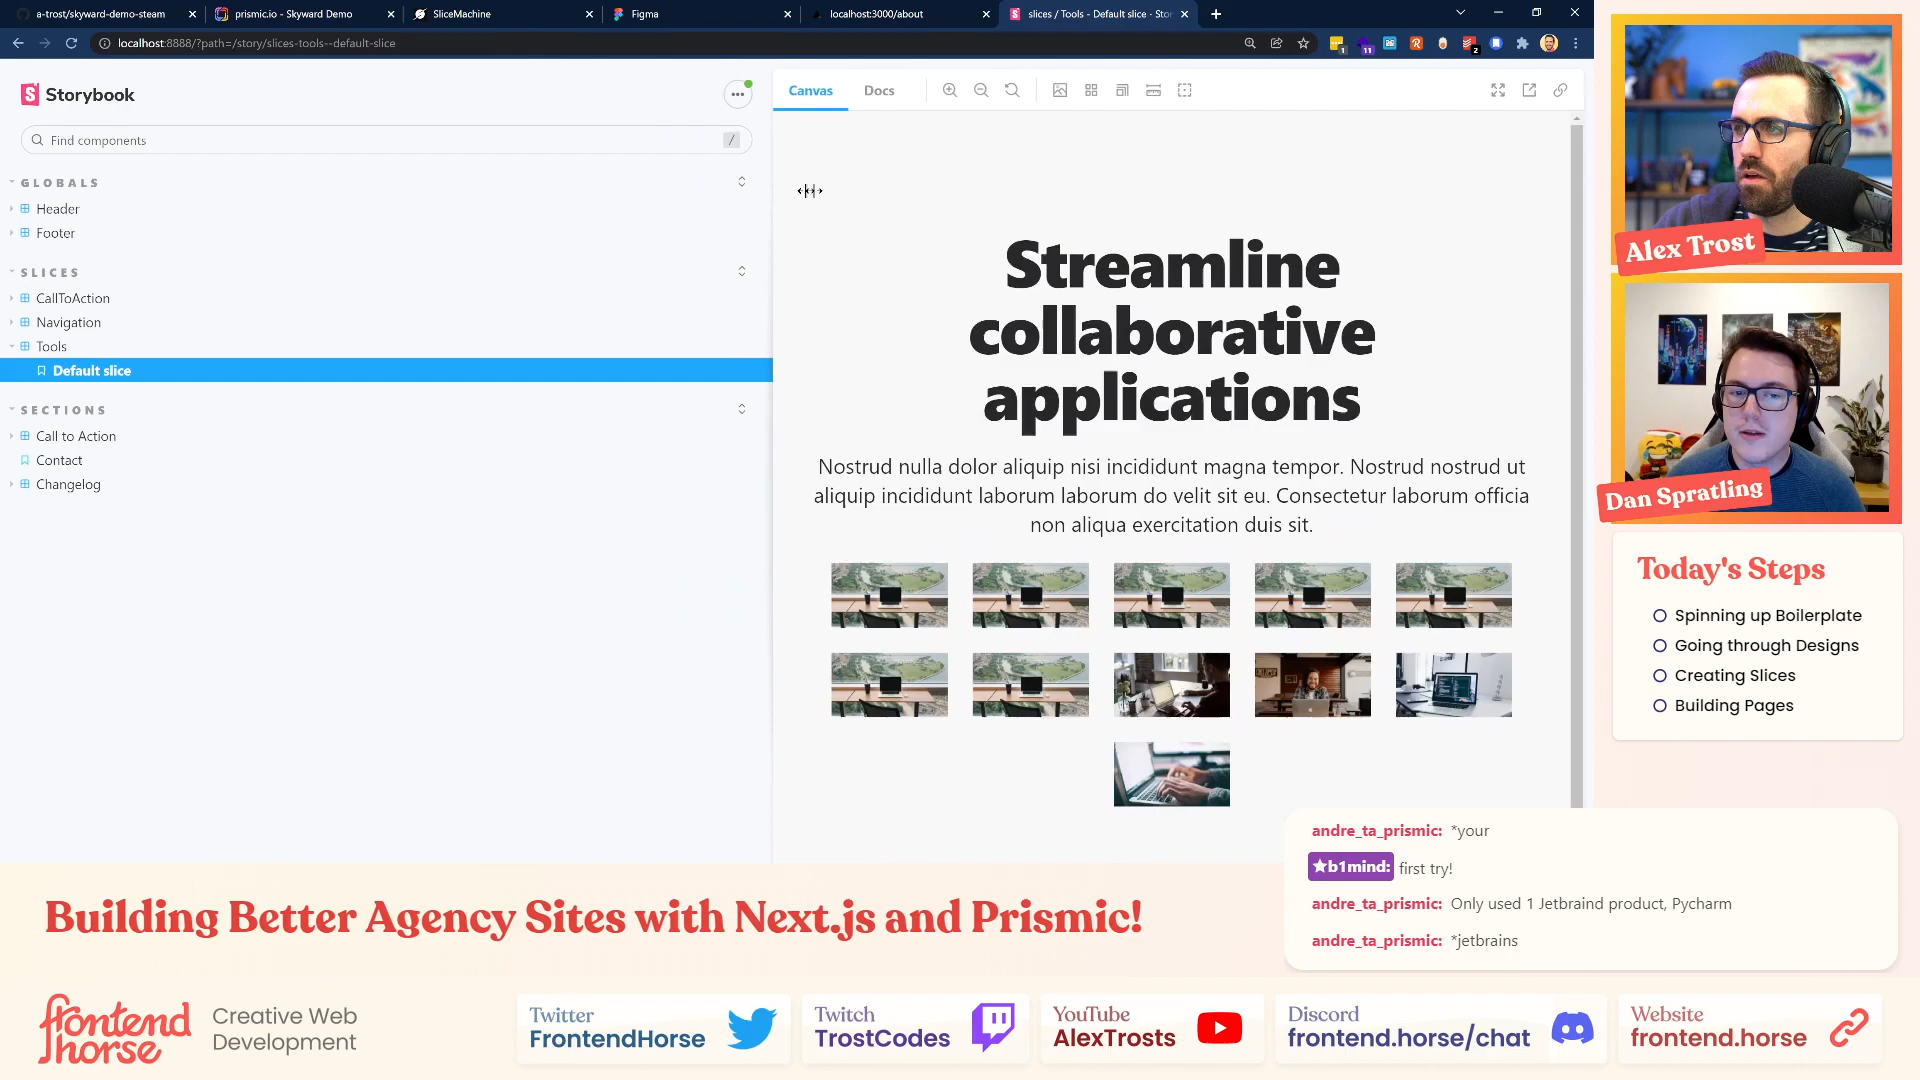 a-trost/skyward-demo-steam
prismic.io - Skyward Demo
SliceMachine
Figma
localhost:3000/about
slices / Tools - Default slice - Stor
localhost:8888/?path=/story/slices-tools--default-slice
1
11
2
Storybook
Find components
/
GLOBALS
Header
Footer
SLICES
CallToAction
Navigation
Tools
Default slice
SECTIONS
Call to Action
Contact
Changelog
Canvas
Docs
Streamline
collaborative
applications
Nostrud nulla dolor aliquip nisi incididunt magna tempor. Nostrud nostrud ut
aliquip incididunt laborum laborum do velit sit eu. Consectetur laborum officia
non aliqua exercitation duis sit.
Alex Trost
Dan Spratling
Today's Steps
Spinning up Boilerplate
Going through Designs
Creating Slices
Building Pages
andre_ta_prismic: *your
b1mind: first try!
andre_ta_prismic: Only used 1 Jetbraind product, Pycharm
andre_ta_prismic: *jetbrains
Building Better Agency Sites with Next.js and Prismic!
frontend
horse
Creative Web
Development
Twitter
FrontendHorse
Twitch
TrostCodes
YouTube
AlexTrosts
Discord
frontend.horse/chat
Website
frontend.horse